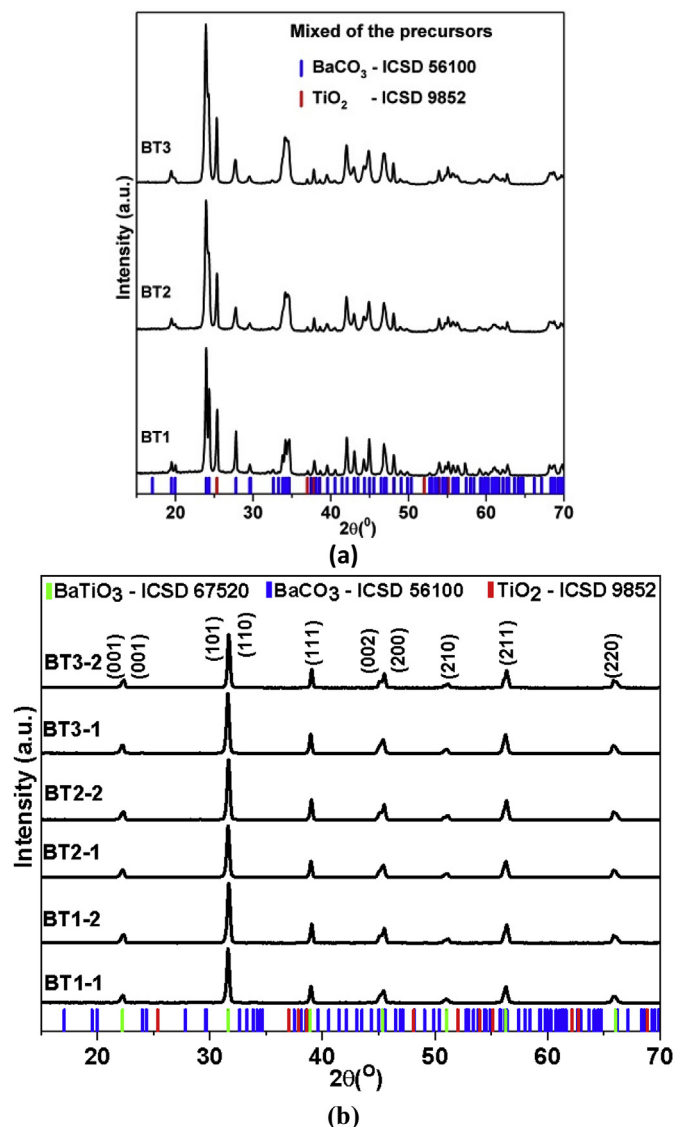 Mixed of the precursors
BaCO₃ - ICSD 56100
TiO₂ - ICSD 9852
BT3
BT2
BT1
Intensity (a.u.)
20 30 40 50 60 70
2θ(⁰)
(a)
BaTiO₃ - ICSD 67520 BaCO₃ - ICSD 56100 TiO₂ - ICSD 9852
(001) (001) (101) (110) (111) (002) (200) (210) (211) (220)
BT3-2
BT3-1
BT2-2
BT2-1
BT1-2
BT1-1
Intensity (a.u.)
20 30 40 50 60 70
2θ(O)
(b)